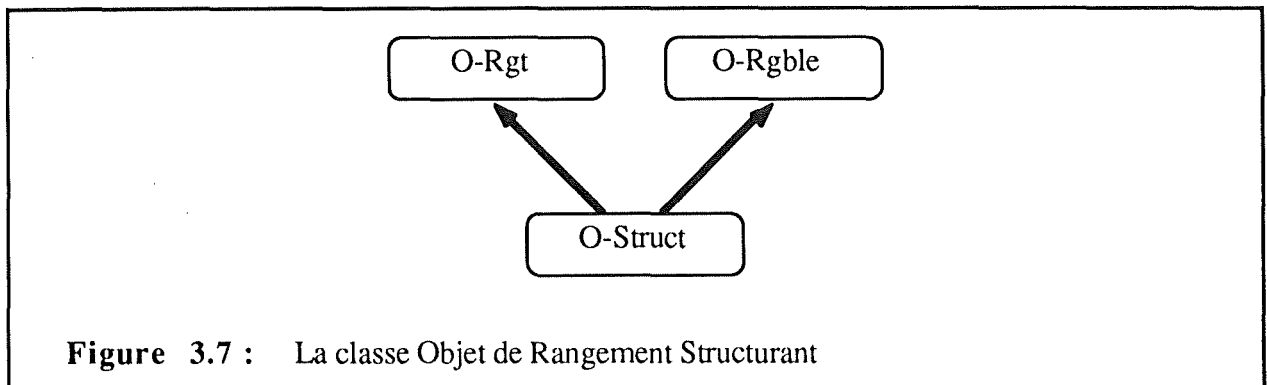 O-Rgt
O-Rgble
O-Struct
Figure 3.7 : La classe Objet de Rangement Structurant